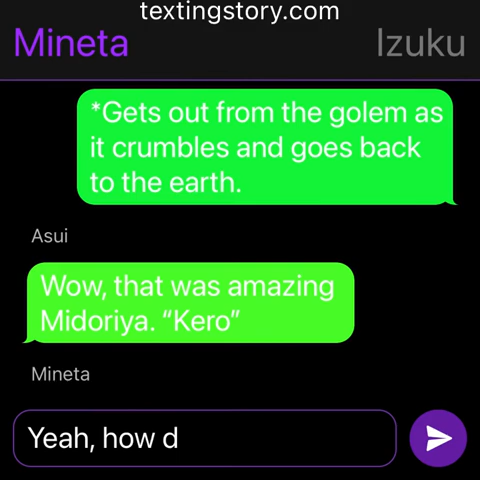 textingstory.com
Mineta
Izuku
*Gets out from the golem as
it crumbles and goes back
to the earth.
Asui
Wow, that was amazing
Midoriya. “Kero”
Mineta
Yeah, how d